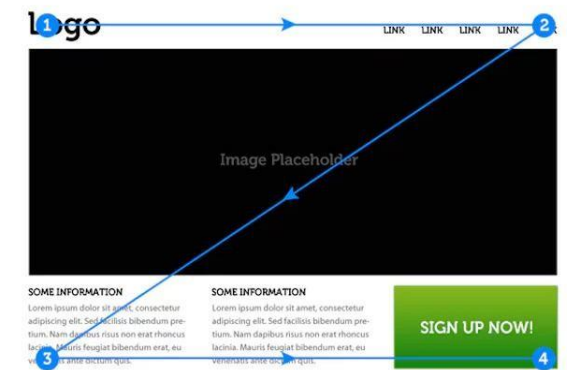 Logo
1
2
LINK LINK LINK LINK
Image Placeholder
SOME INFORMATION
Lorem ipsum dolor sit amet, consectetur
adipiscing elit. Sed facilisis bibendum pre-
tium. Nam dapibus risus non erat rhoncus
lacinia. Mauris feugiat bibendum erat, eu
venenatis ante dictum quis.
SOME INFORMATION
Lorem ipsum dolor sit amet, consectetur
adipiscing elit. Sed facilisis bibendum pre-
tium. Nam dapibus risus non erat rhoncus
lacinia. Mauris feugiat bibendum erat, eu
venenatis ante dictum quis.
SIGN UP NOW!
3
4